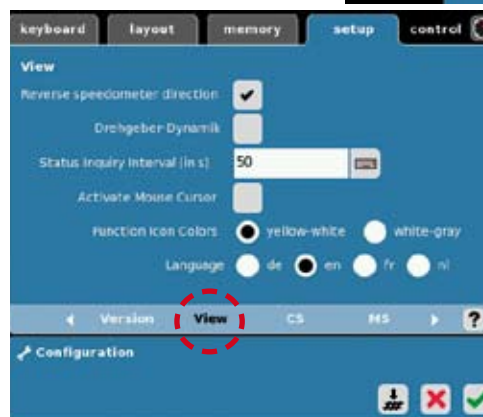 keyboard layout memory setup control
View
Reverse speedometer direction
Drehgeber-Dynamik
Status Inquiry Interval (in s) 50
Activate Mouse Cursor
Function Icon Colors yellow-white white-gray
Language de en fr nl
Version View CS MS ?
Configuration